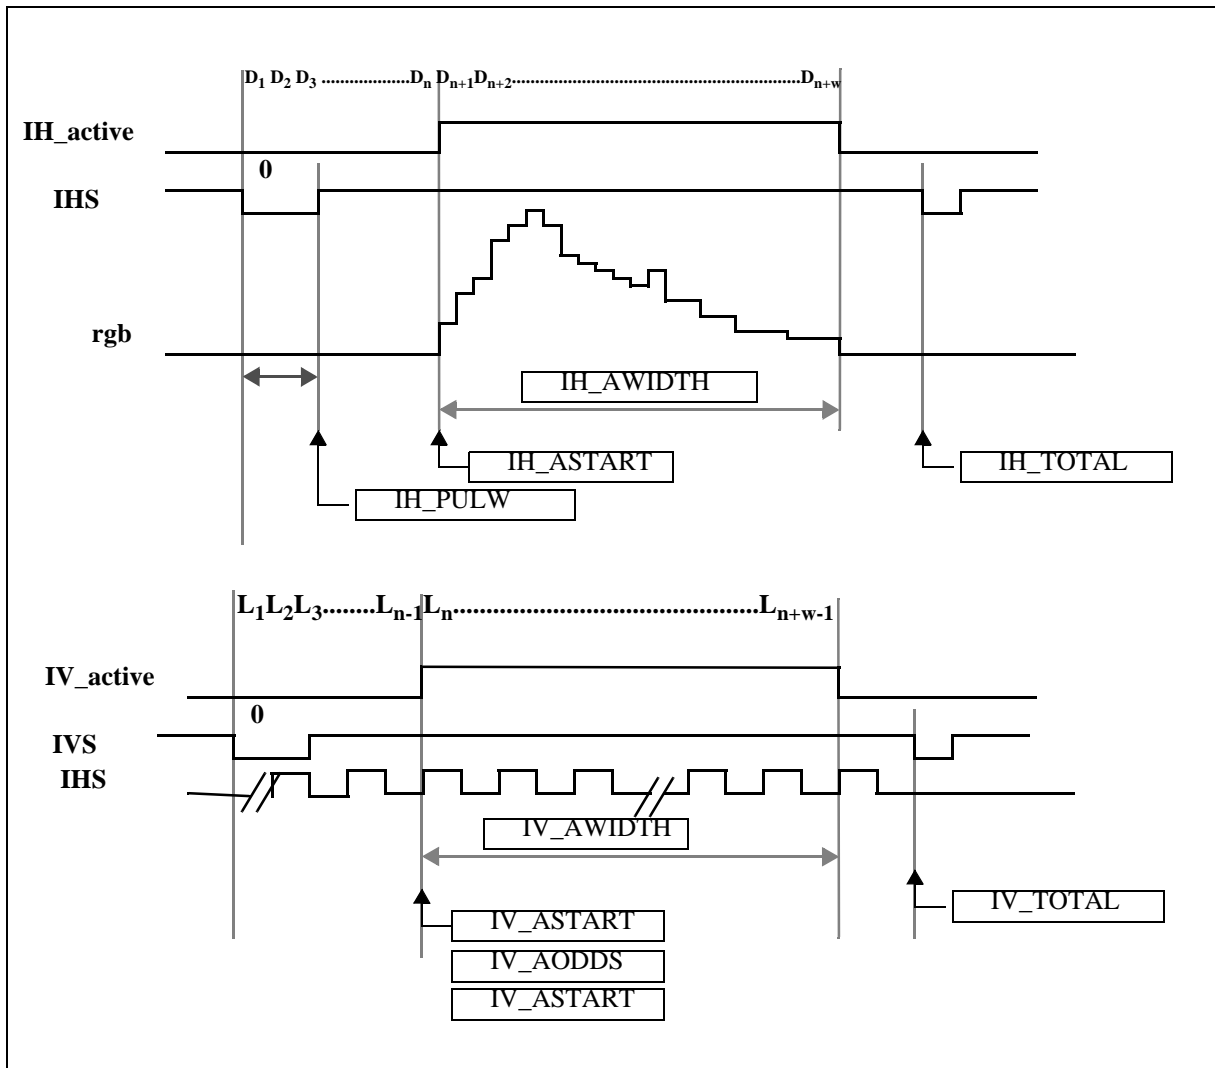 D1 D2 D3 ....................Dn Dn+1Dn+2..............................................................Dn+w
IH_active
0
IHS
rgb
IH_AWIDTH
IH_ASTART
IH_TOTAL
IH_PULW
L1L2L3........Ln-1Ln..............................................Ln+w-1
IV_active
0
IVS
IHS
IV_AWIDTH
IV_TOTAL
IV_ASTART
IV_AODDS
IV_ASTART